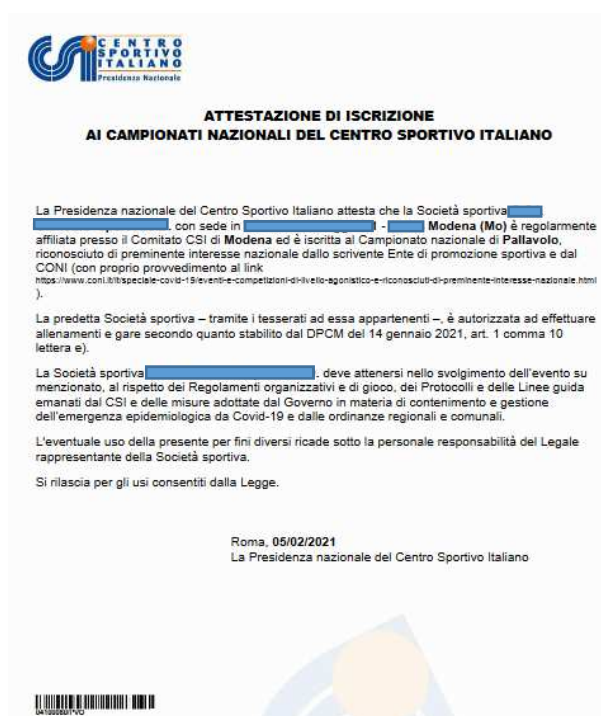 CENTRO
SPORTIVO
ITALIANO
Presidenza Nazionale
ATTESTAZIONE DI ISCRIZIONE
AI CAMPIONATI NAZIONALI DEL CENTRO SPORTIVO ITALIANO
La Presidenza nazionale del Centro Sportivo Italiano attesta che la Società sportiva
. con sede in - Modena (Mo) è regolarmente
affiliata presso il Comitato CSI di Modena ed è iscritta al Campionato nazionale di Pallavolo,
riconosciuto di preminente interesse nazionale dallo scrivente Ente di promozione sportiva e dal
CONI (con proprio provvedimento al link
https://www.coni.it/it/speciale-covid-19/eventi-e-competizioni-di-livello-agonistico-e-riconosciuti-di-preminente-interesse-nazionale.html
).
La predetta Società sportiva – tramite i tesserati ad essa appartenenti –, è autorizzata ad effettuare
allenamenti e gare secondo quanto stabilito dal DPCM del 14 gennaio 2021, art. 1 comma 10
lettera e).
La Società sportiva . deve attenersi nello svolgimento dell'evento su
menzionato, al rispetto dei Regolamenti organizzativi e di gioco, dei Protocolli e delle Linee guida
emanati dal CSI e delle misure adottate dal Governo in materia di contenimento e gestione
dell'emergenza epidemiologica da Covid-19 e dalle ordinanze regionali e comunali.
L'eventuale uso della presente per fini diversi ricade sotto la personale responsabilità del Legale
rappresentante della Società sportiva.
Si rilascia per gli usi consentiti dalla Legge.
Roma, 05/02/2021
La Presidenza nazionale del Centro Sportivo Italiano